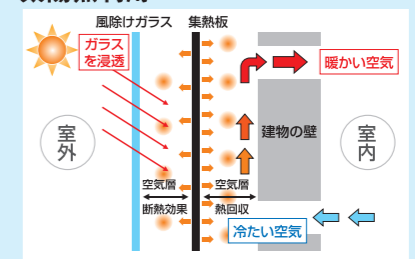 風除けガラス 集熱板
ガラス
を浸透
暖かい空気
室外
建物の壁
室内
空気層 空気層
断熱効果 熱回収
冷たい空気